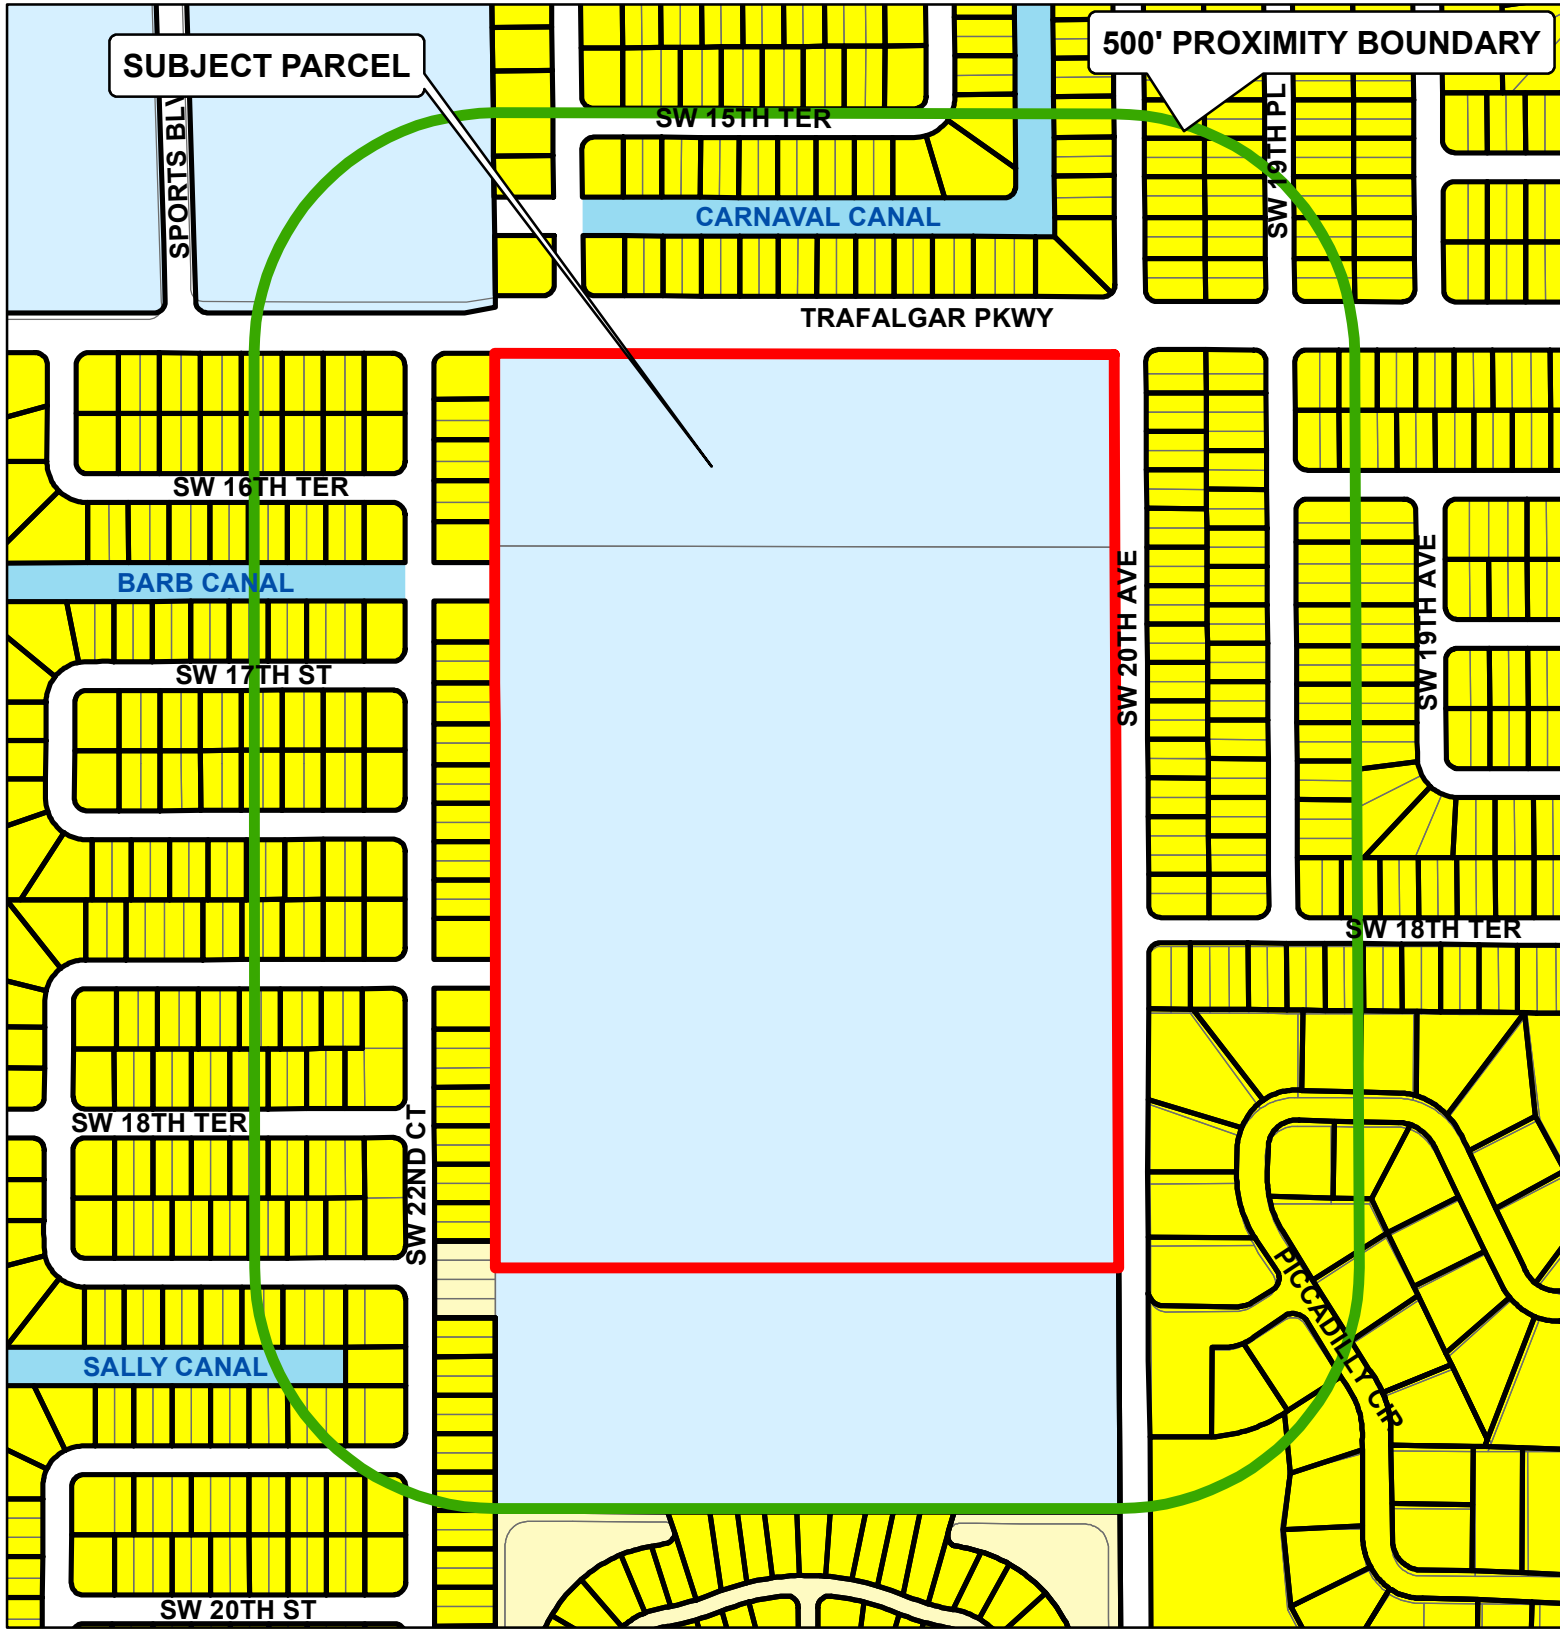 500' PROXIMITY BOUNDARY
SUBJECT PARCEL
SW 15TH TER
SPORTS BLV
SW 19TH PL
CARNAVAL CANAL
TRAFALGAR PKWY
SW 16TH TER
BARB CANAL
SW 20TH AVE
SW 19TH AVE
SW 17TH ST
SW 18TH TER
SW 18TH TER
SW 22ND CT
PICCADILLY CIR
SALLY CANAL
SW 20TH ST